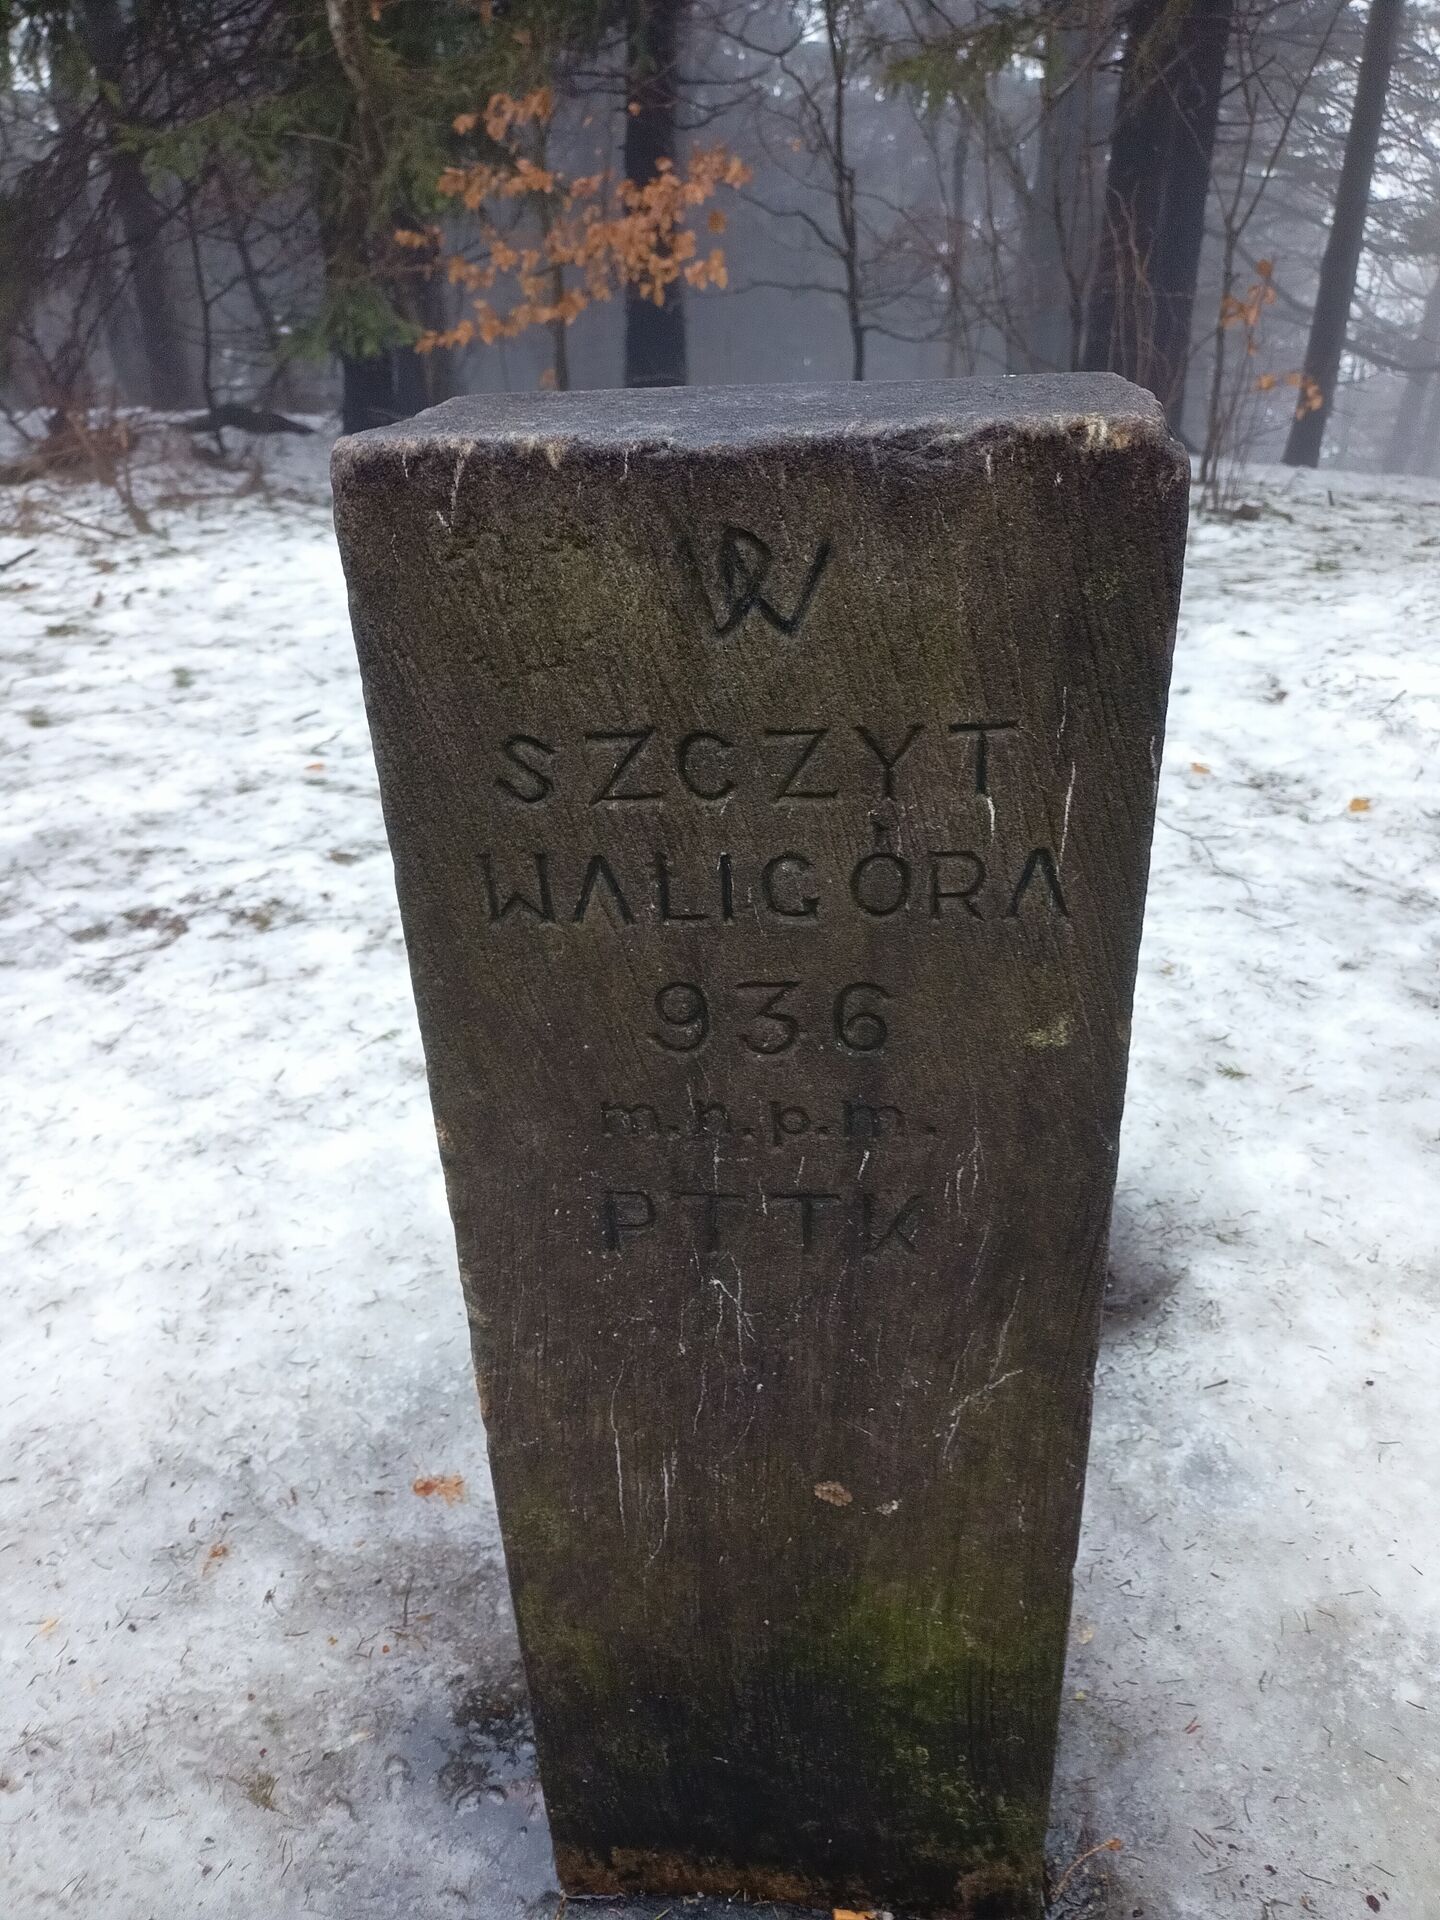 SZCZYT
WALIGÓRA
936
m.n.p.m.
PTTK